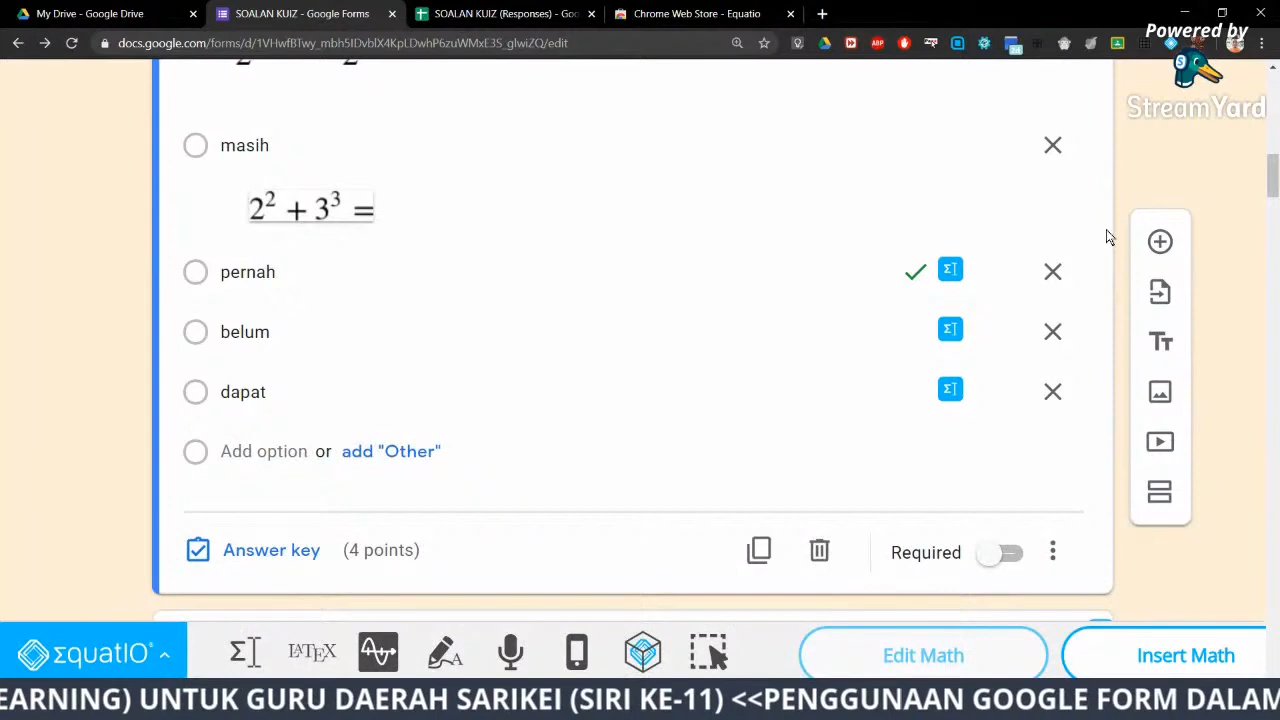 My Drive - Google Drive
SOALAN KUIZ - Google Forms
SOALAN KUIZ (Responses) - Goo
Chrome Web Store - Equatio
docs.google.com/forms/d/1VHwfBTwy_mbh5IDvblX4KpLDwhP6zuWMxE3S_glwiZQ/edit
Powered by
StreamYard
masih
2² + 3³ =
pernah
belum
dapat
Add option or add "Other"
Answer key (4 points)
Required
ΣquatIO®
LATEX
Edit Math
Insert Math
EARNING) UNTUK GURU DAERAH SARIKEI (SIRI KE-11) <<PENGGUNAAN GOOGLE FORM DALAM